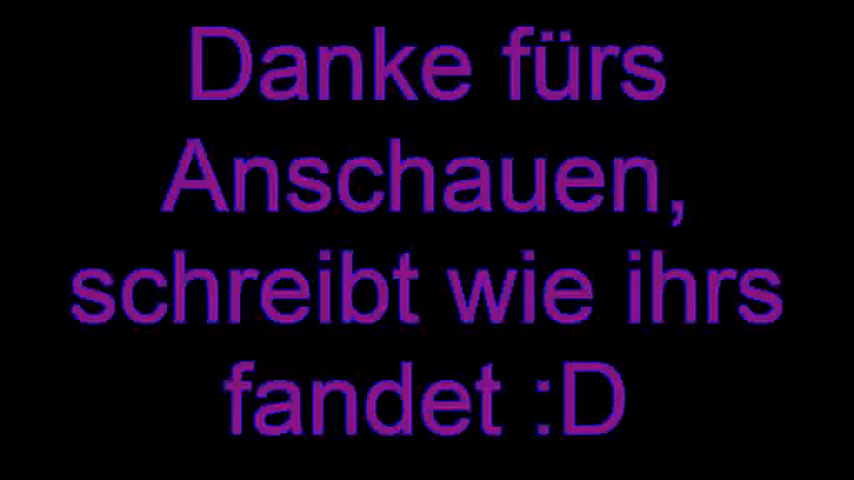 Danke fürs
Anschauen,
schreibt wie ihrs
fandet :D